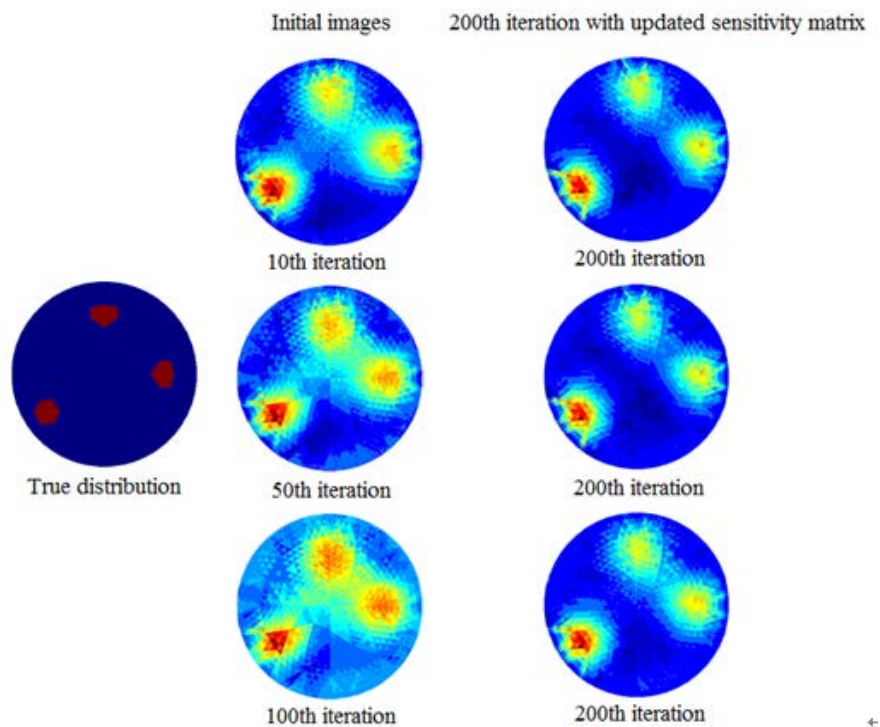 Initial images
200th iteration with updated sensitivity matrix
10th iteration
200th iteration
True distribution
50th iteration
200th iteration
100th iteration
200th iteration